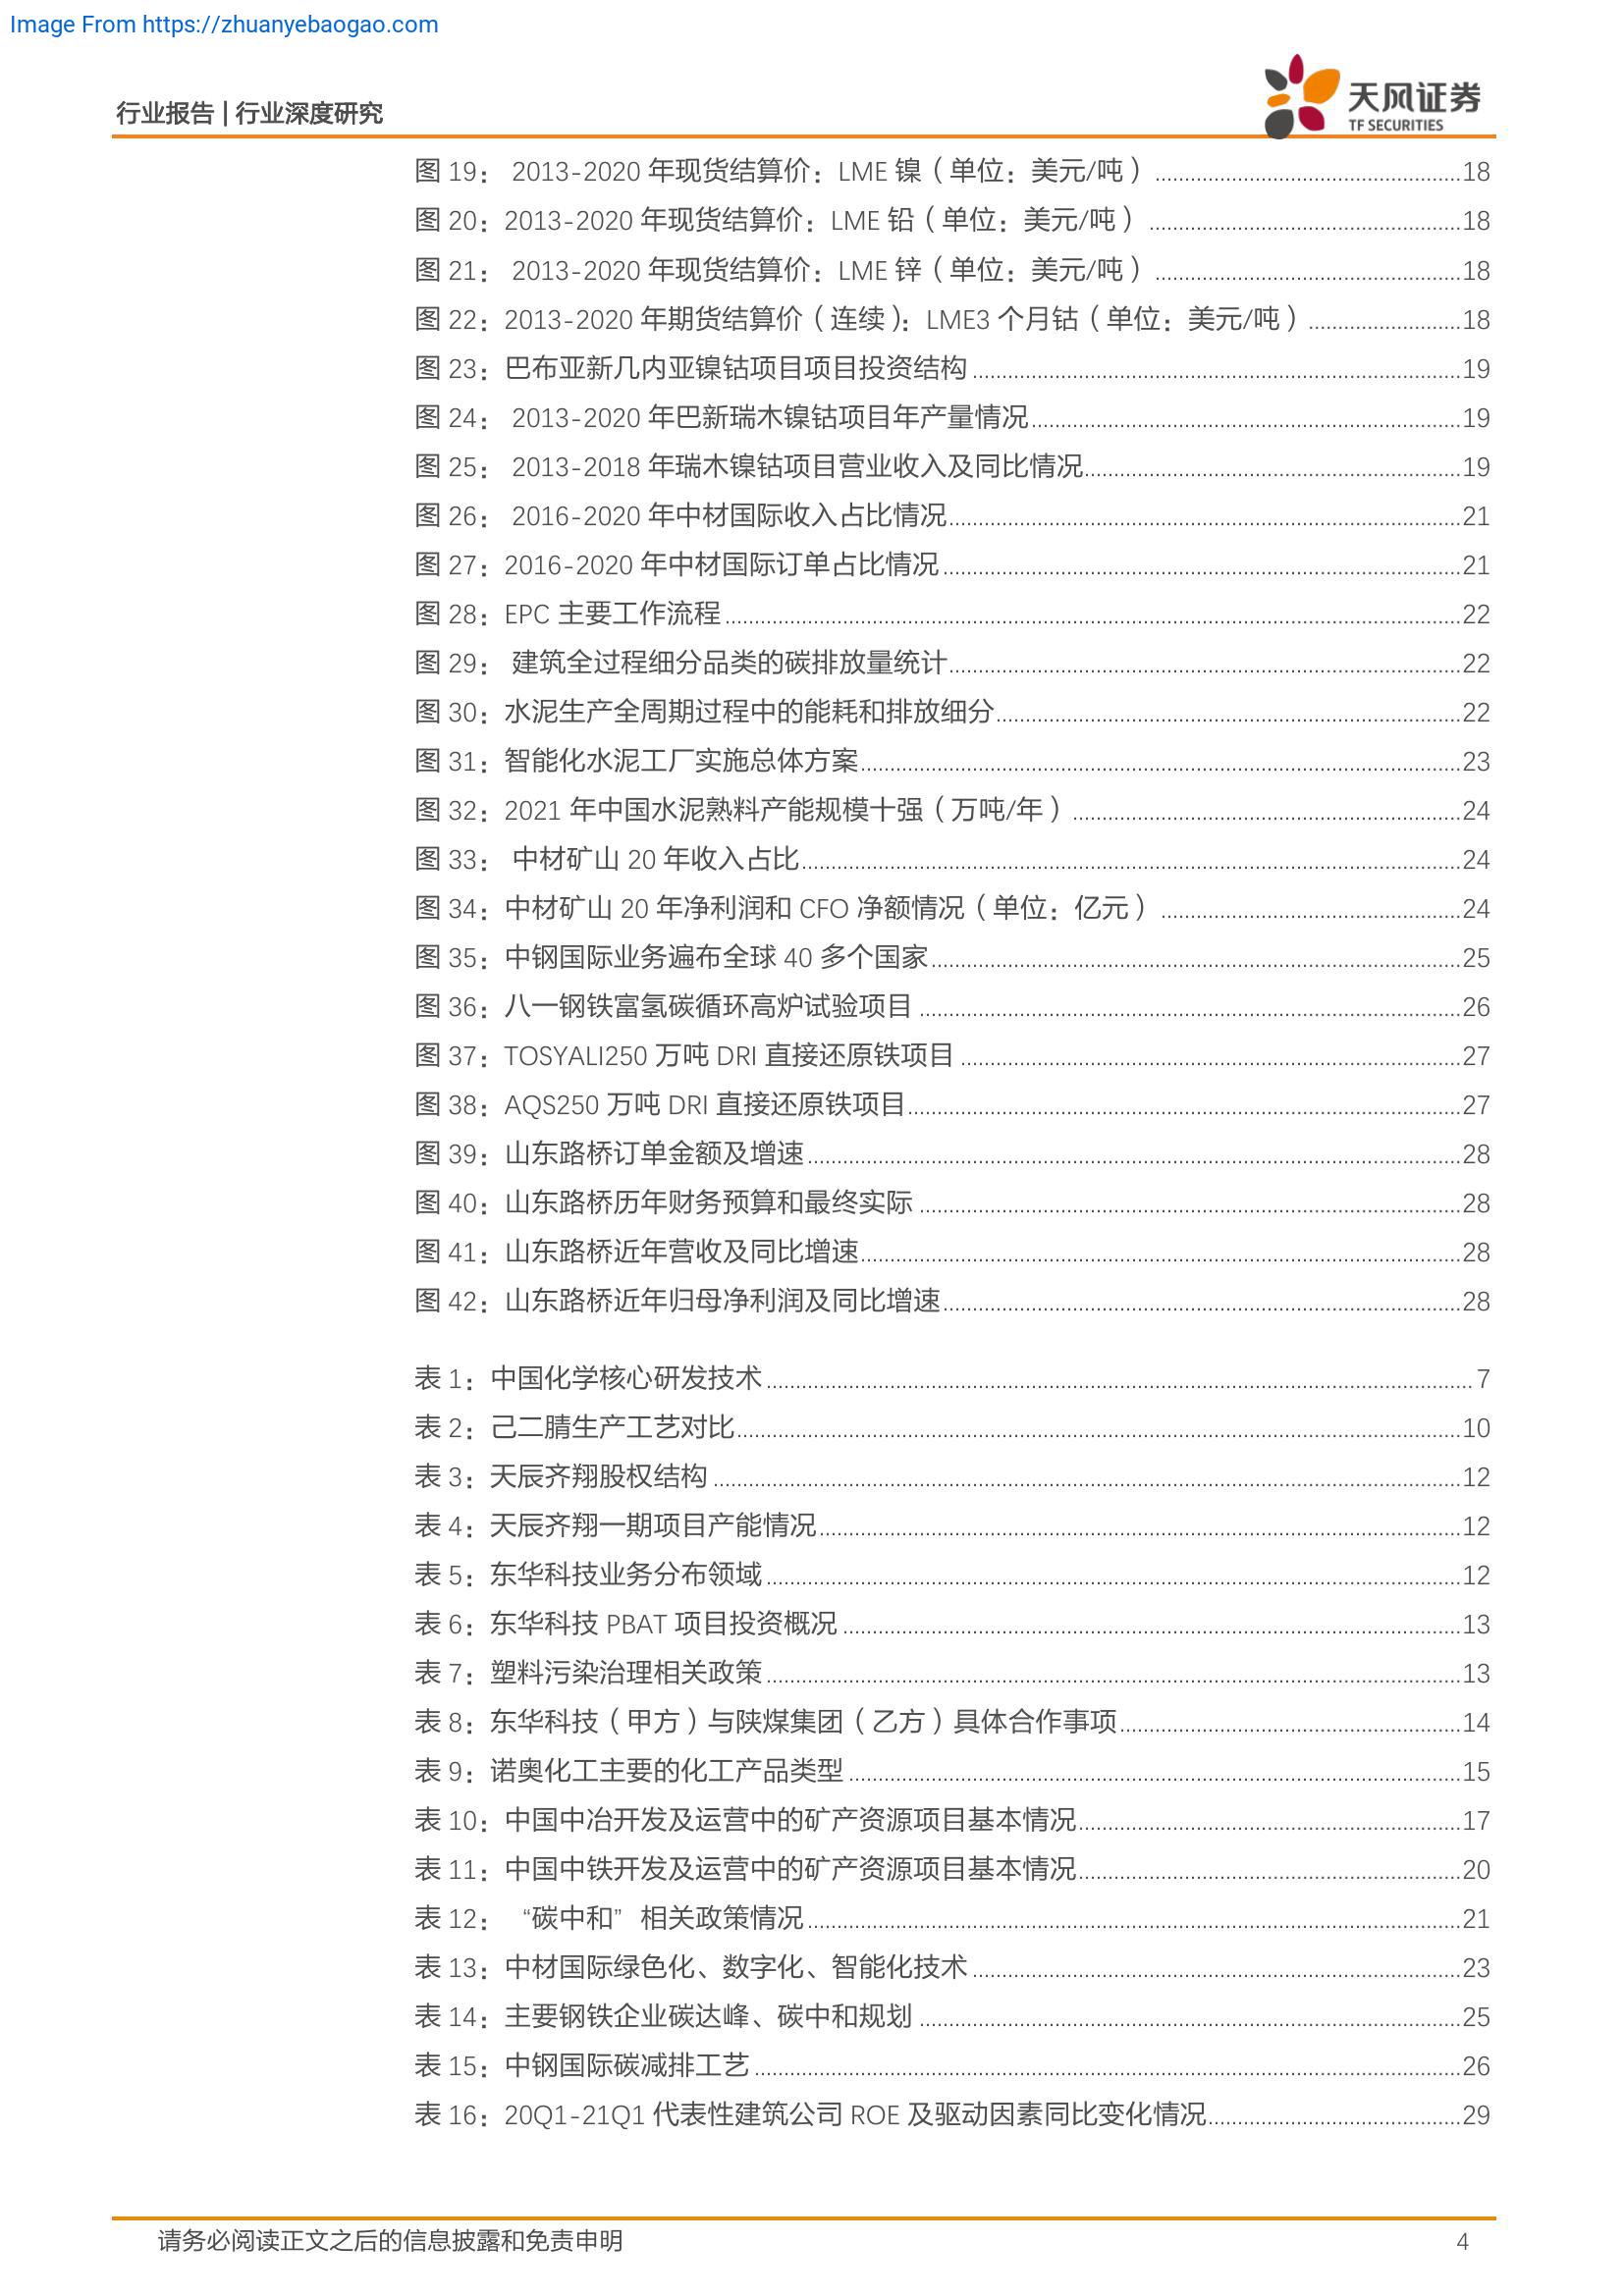 Image From https://zhuanyebaogao.com
行业报告 | 行业深度研究
天风证券
TF SECURITIES
图 19： 2013-2020 年现货结算价：LME 镍（单位：美元/吨）......18
图 20：2013-2020 年现货结算价：LME 铅（单位：美元/吨）......18
图 21： 2013-2020 年现货结算价：LME 锌（单位：美元/吨）......18
图 22：2013-2020 年期货结算价（连续）：LME3 个月钴（单位：美元/吨）......18
图 23：巴布亚新几内亚镍钴项目项目投资结构......19
图 24： 2013-2020 年巴新瑞木镍钴项目年产量情况......19
图 25： 2013-2018 年瑞木镍钴项目营业收入及同比情况......19
图 26： 2016-2020 年中材国际收入占比情况......21
图 27：2016-2020 年中材国际订单占比情况......21
图 28：EPC 主要工作流程......22
图 29： 建筑全过程细分品类的碳排放量统计......22
图 30：水泥生产全周期过程中的能耗和排放细分......22
图 31：智能化水泥工厂实施总体方案......23
图 32：2021 年中国水泥熟料产能规模十强（万吨/年）......24
图 33： 中材矿山 20 年收入占比......24
图 34：中材矿山 20 年净利润和 CFO 净额情况（单位：亿元）......24
图 35：中钢国际业务遍布全球 40 多个国家......25
图 36：八一钢铁富氢碳循环高炉试验项目......26
图 37：TOSYALI250 万吨 DRI 直接还原铁项目......27
图 38：AQS250 万吨 DRI 直接还原铁项目......27
图 39：山东路桥订单金额及增速......28
图 40：山东路桥历年财务预算和最终实际......28
图 41：山东路桥近年营收及同比增速......28
图 42：山东路桥近年归母净利润及同比增速......28
表 1：中国化学核心研发技术......7
表 2：己二腈生产工艺对比......10
表 3：天辰齐翔股权结构......12
表 4：天辰齐翔一期项目产能情况......12
表 5：东华科技业务分布领域......12
表 6：东华科技 PBAT 项目投资概况......13
表 7：塑料污染治理相关政策......13
表 8：东华科技（甲方）与陕煤集团（乙方）具体合作事项......14
表 9：诺奥化工主要的化工产品类型......15
表 10：中国中冶开发及运营中的矿产资源项目基本情况......17
表 11：中国中铁开发及运营中的矿产资源项目基本情况......20
表 12： “碳中和” 相关政策情况......21
表 13：中材国际绿色化、数字化、智能化技术......23
表 14：主要钢铁企业碳达峰、碳中和规划......25
表 15：中钢国际碳减排工艺......26
表 16：20Q1-21Q1 代表性建筑公司 ROE 及驱动因素同比变化情况......29
请务必阅读正文之后的信息披露和免责申明
4